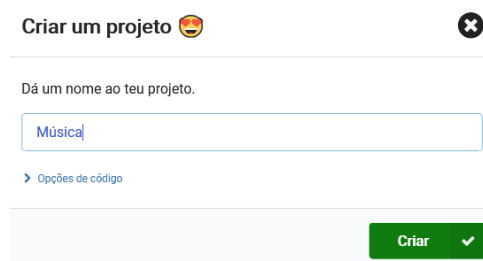 Criar um projeto 😍
Dá um nome ao teu projeto.
Música
Opções de código
Criar